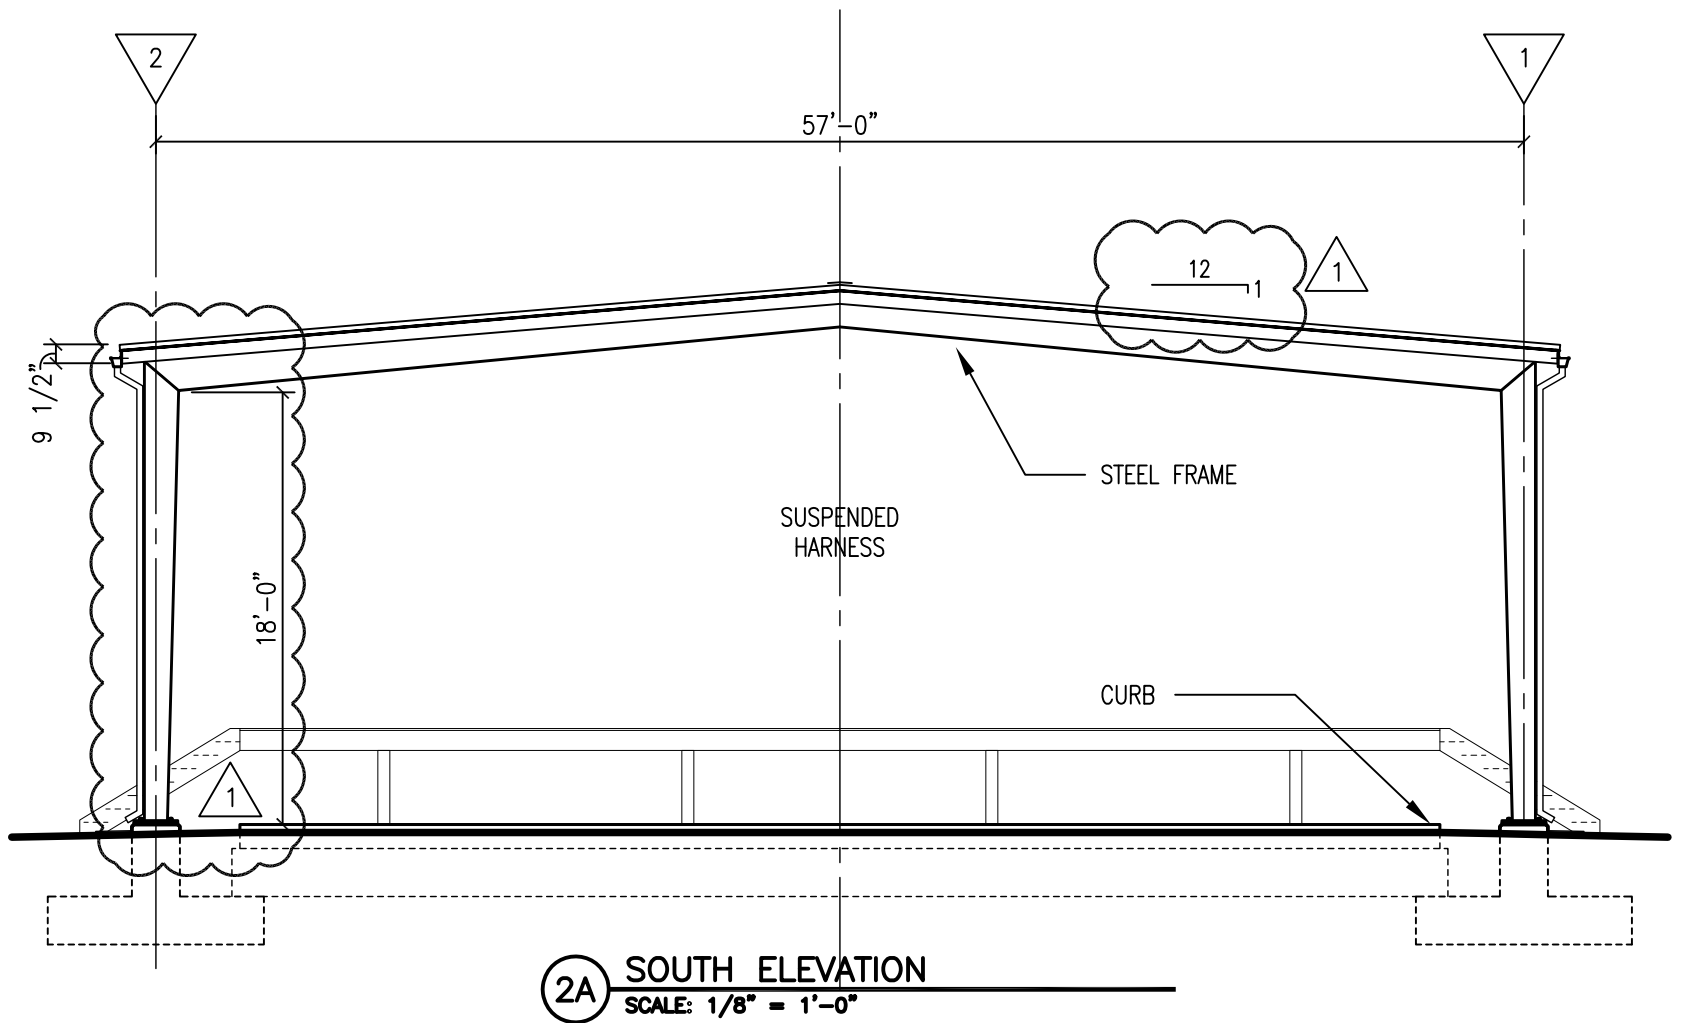 2
1
57'-0"
12
1
1
9 1/2"
STEEL FRAME
SUSPENDED
HARNESS
18'-0"
CURB
1
2A
SOUTH ELEVATION
SCALE: 1/8" = 1'-0"